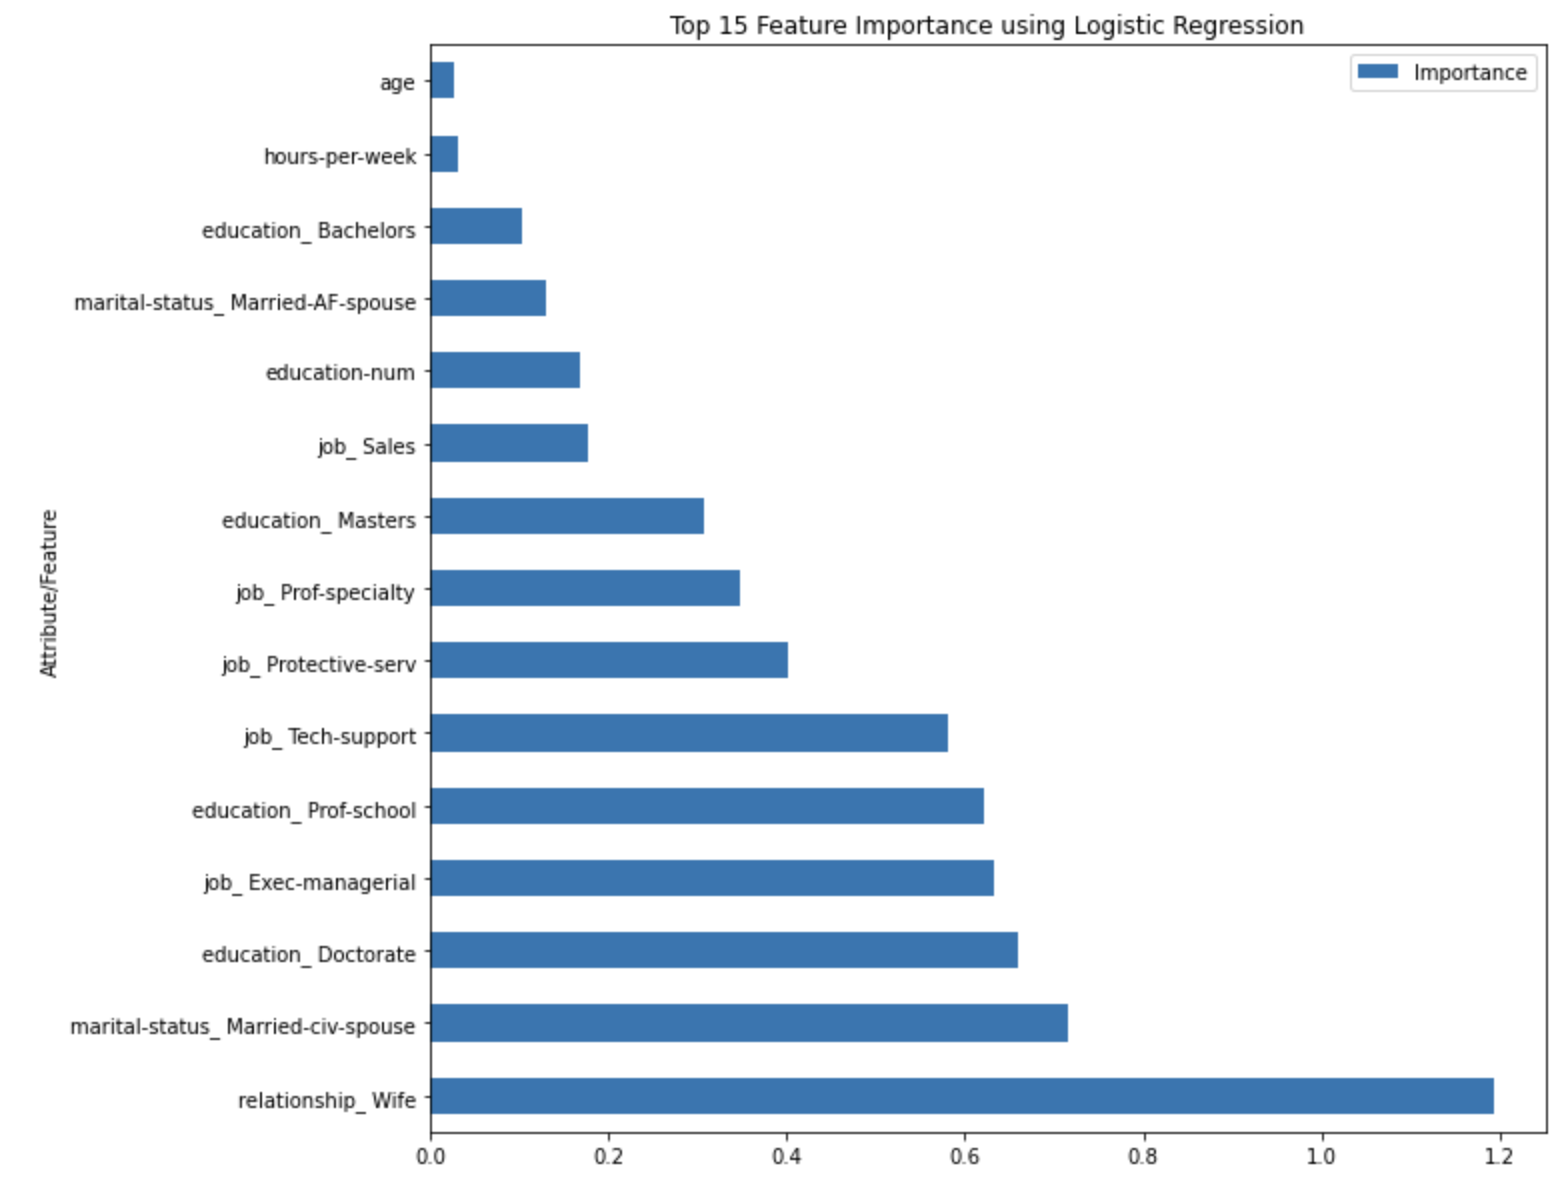 Top 15 Feature Importance using Logistic Regression
Importance
Attribute/Feature
age
hours-per-week
education_ Bachelors
marital-status_ Married-AF-spouse
education-num
job_ Sales
education_ Masters
job_ Prof-specialty
job_ Protective-serv
job_ Tech-support
education_ Prof-school
job_ Exec-managerial
education_ Doctorate
marital-status_ Married-civ-spouse
relationship_ Wife
0.0 0.2 0.4 0.6 0.8 1.0 1.2